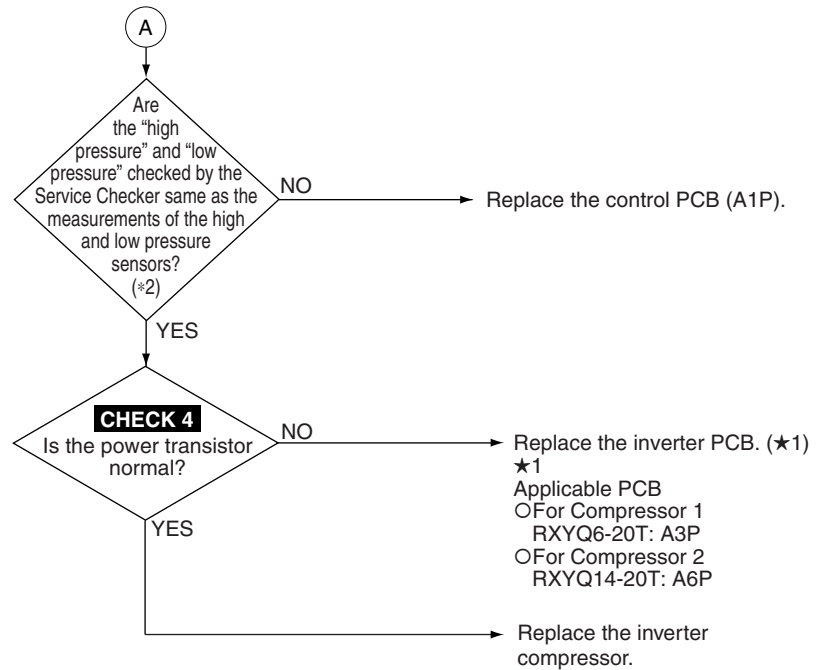 A
Are
the “high
pressure” and “low
pressure” checked by the
Service Checker same as the
measurements of the high
and low pressure
sensors?
(*2)
NO
Replace the control PCB (A1P).
YES
CHECK 4
Is the power transistor
normal?
NO
Replace the inverter PCB. (★1)
★1
Applicable PCB
○For Compressor 1
RXYQ6-20T: A3P
○For Compressor 2
RXYQ14-20T: A6P
YES
Replace the inverter
compressor.